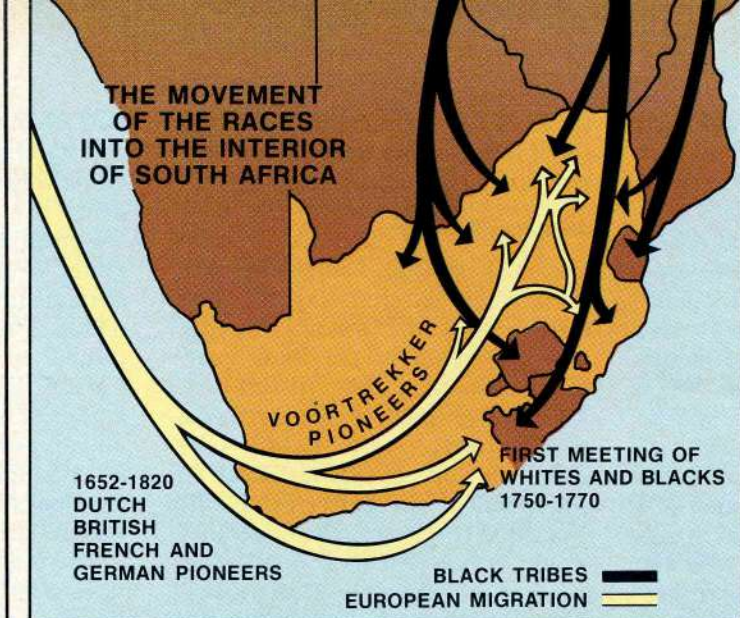 THE MOVEMENT
OF THE RACES
INTO THE INTERIOR
OF SOUTH AFRICA
VOORTREKKER
PIONEERS
1652-1820
DUTCH
BRITISH
FRENCH AND
GERMAN PIONEERS
FIRST MEETING OF
WHITES AND BLACKS
1750-1770
BLACK TRIBES
EUROPEAN MIGRATION